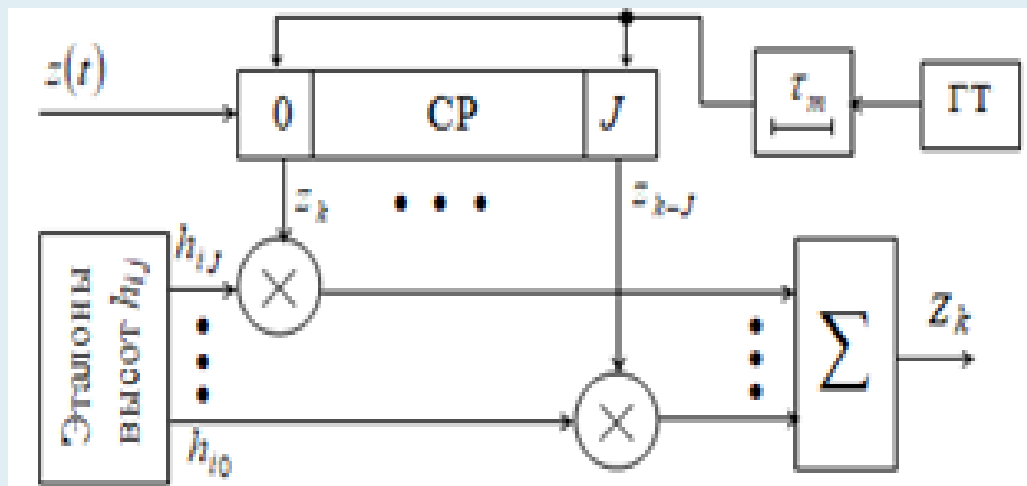 z(t)
0
СР
J
τ_m
ГТ
z_k
• • •
z_{k-J}
Эталоны
высот h_{ij}
h_{iJ}
h_{i0}
×
×
∑
Z_k